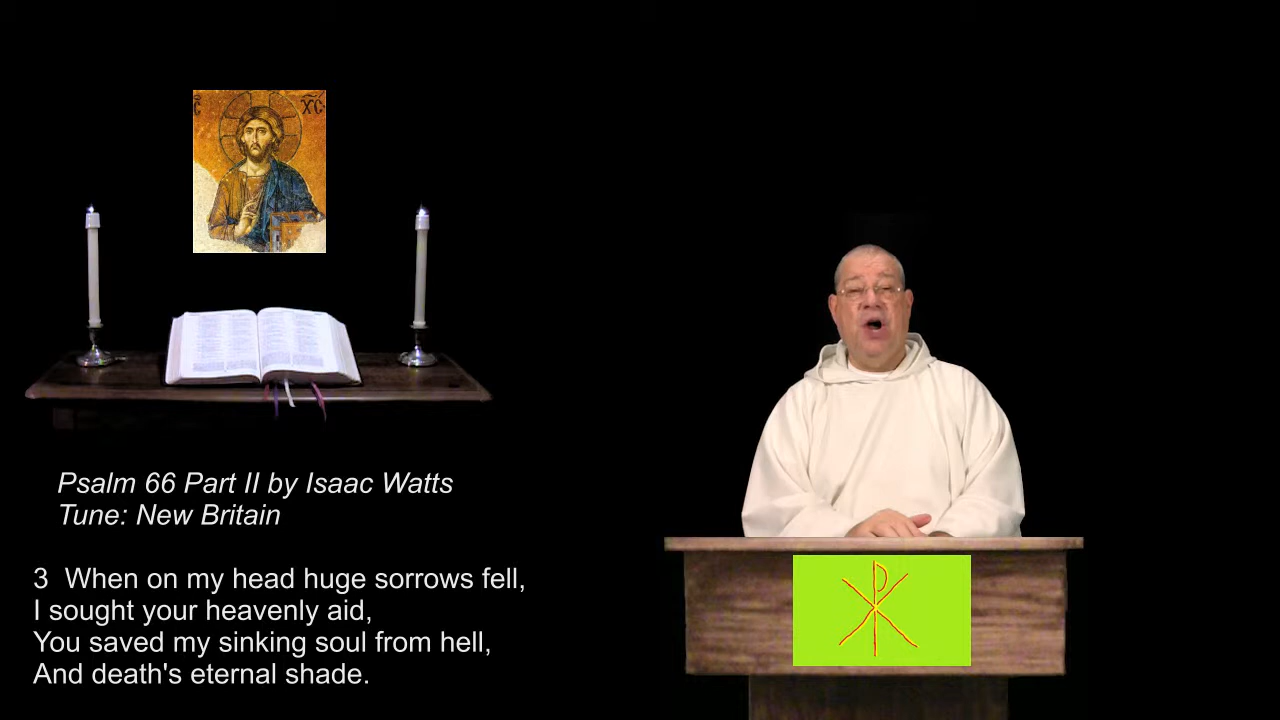 Psalm 66 Part II by Isaac Watts
Tune: New Britain
3  When on my head huge sorrows fell,
I sought your heavenly aid,
You saved my sinking soul from hell,
And death's eternal shade.